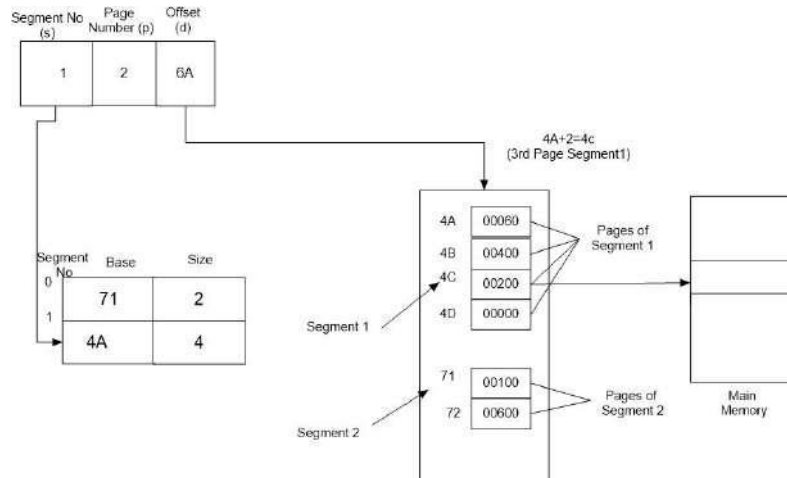 Segment No
(s)
Page
Number (p)
Offset
(d)
1
2
6A
4A+2=4c
(3rd Page Segment1)
Segment
No
Base
Size
0
71
2
1
4A
4
4A
00060
4B
00400
4C
00200
4D
00000
Pages of
Segment 1
Segment 1
71
00100
72
00600
Pages of
Segment 2
Segment 2
Main
Memory